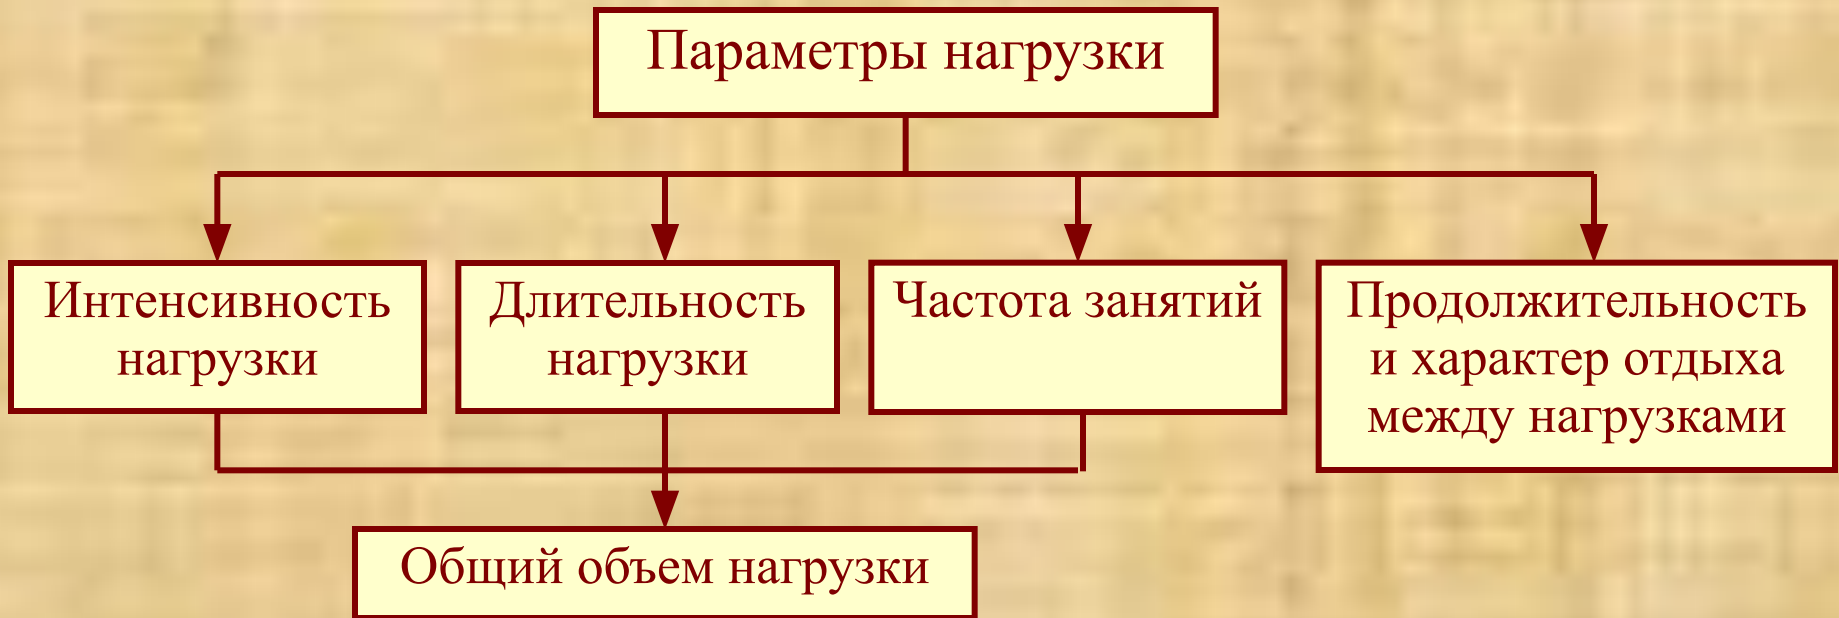 Параметры нагрузки
Интенсивность
нагрузки
Длительность
нагрузки
Частота занятий
Продолжительность
и характер отдыха
между нагрузками
Общий объем нагрузки